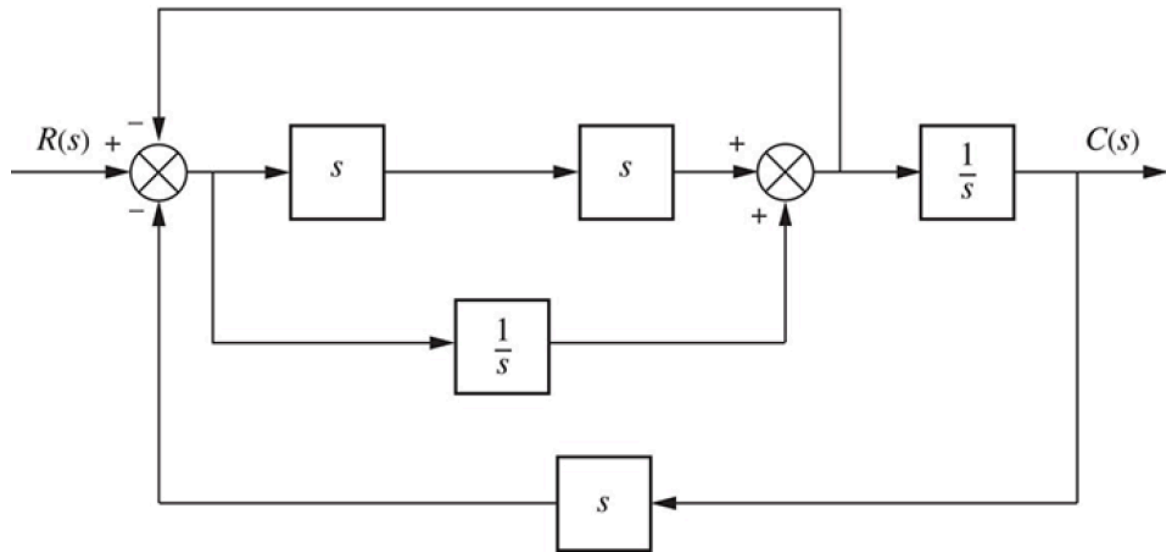 −
R(s) + s s + 1/s C(s)
− +
1/s
s